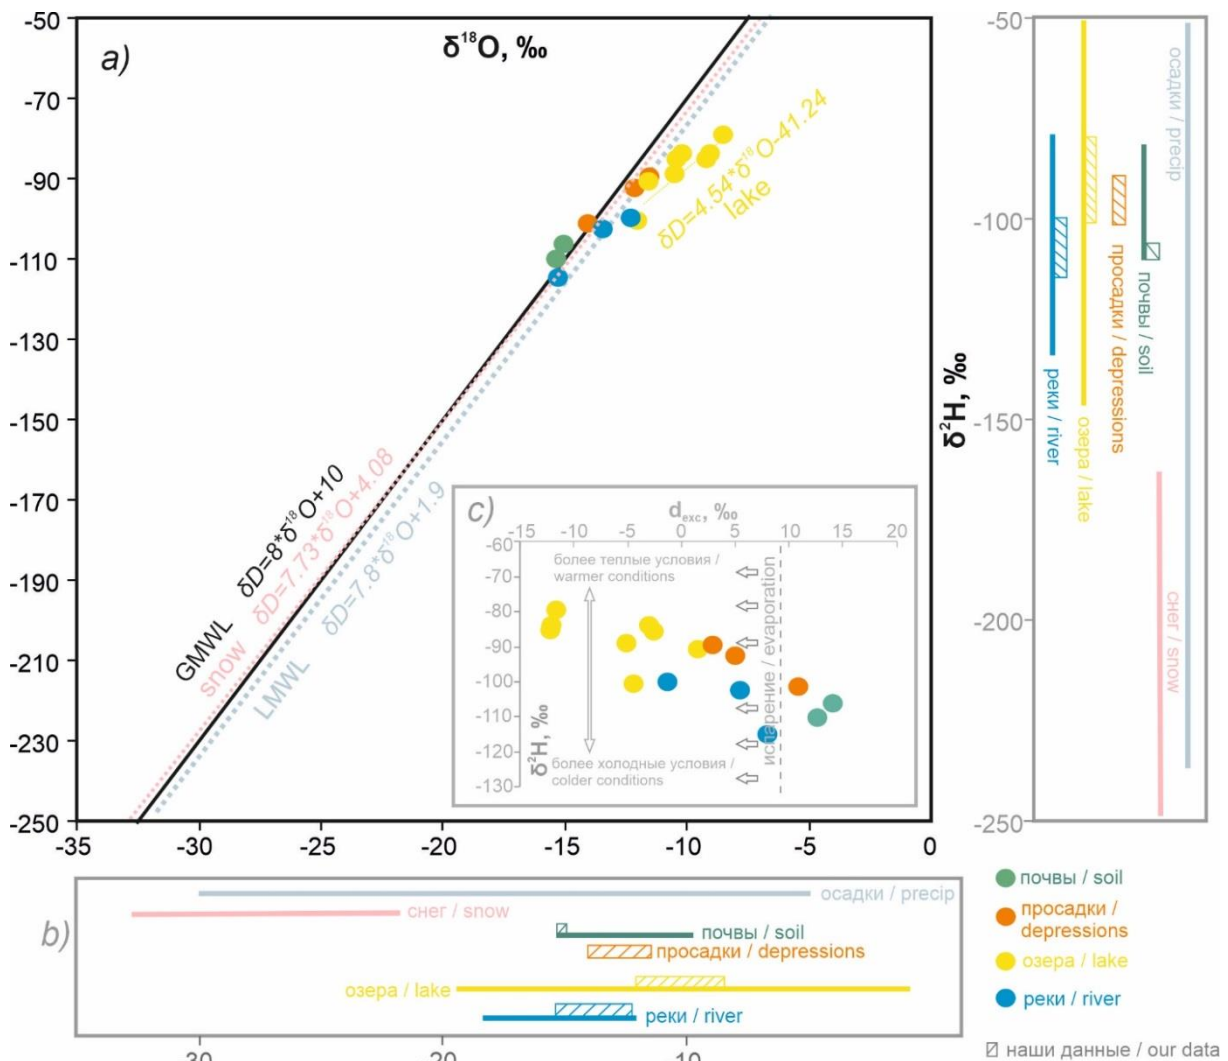 a)
δ¹⁸O, ‰
-50
-70
-90
-110
-130
-150
-170
-190
-210
-230
-250
-35
-30
-25
-20
-15
-10
-5
0
δD=4.54*δ¹⁸O-41.24
lake
GMWL δD=8*δ¹⁸O+10
snow δD=7.73*δ¹⁸O+4.08
LMWL δD=7.8*δ¹⁸O+1.9
c)
d_exc, ‰
-15
-10
-5
0
5
10
15
20
-60
-70
-80
-90
-100
-110
-120
-130
δ²H, ‰
более теплые условия /
warmer conditions
более холодные условия /
colder conditions
испарение / evaporation
δ²H, ‰
-50
-100
-150
-200
-250
реки / river
озера / lake
просадки / depressions
почвы / soil
снег / snow
осадки / precip
b)
осадки / precip
снег / snow
почвы / soil
просадки / depressions
озера / lake
реки / river
-30
-20
-10
почвы / soil
просадки /
depressions
озера / lake
реки / river
наши данные / our data